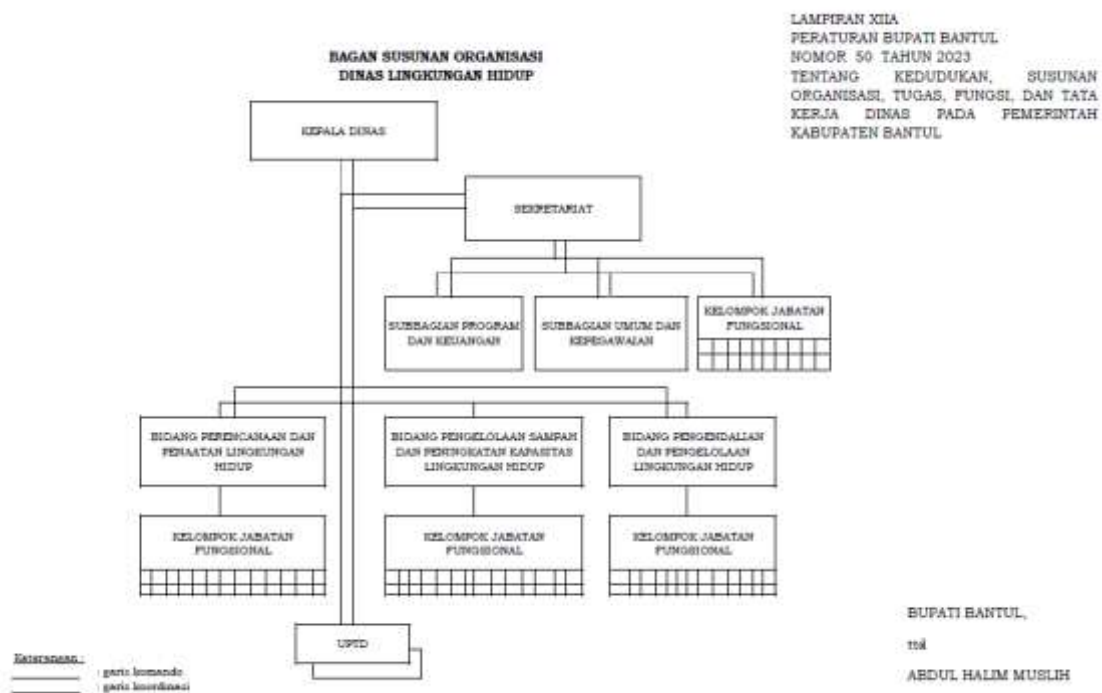 LAMPIRAN XIIA
PERATURAN BUPATI BANTUL
NOMOR 50 TAHUN 2023
TENTANG KEDUDUKAN, SUSUNAN
ORGANISASI, TUGAS, FUNGSI, DAN TATA
KERJA DINAS PADA PEMERINTAH
KABUPATEN BANTUL
BAGAN SUSUNAN ORGANISASI
DINAS LINGKUNGAN HIDUP
KEPALA DINAS
SEKRETARIAT
SUBBAGIAN PROGRAM
DAN KEUANGAN
SUBBAGIAN UMUM DAN
KEPEGAWAIAN
KELOMPOK JABATAN
FUNGSIONAL
BIDANG PERENCANAAN DAN
PENAATAN LINGKUNGAN
HIDUP
BIDANG PENGELOLAAN SAMPAH
DAN PENINGKATAN KAPASITAS
LINGKUNGAN HIDUP
BIDANG PENGENDALIAN
DAN PENGELOLAAN
LINGKUNGAN HIDUP
KELOMPOK JABATAN
FUNGSIONAL
KELOMPOK JABATAN
FUNGSIONAL
KELOMPOK JABATAN
FUNGSIONAL
UPTD
Keterangan :
: garis komando
: garis koordinasi
BUPATI BANTUL,
ttd
ABDUL HALIM MUSLIH